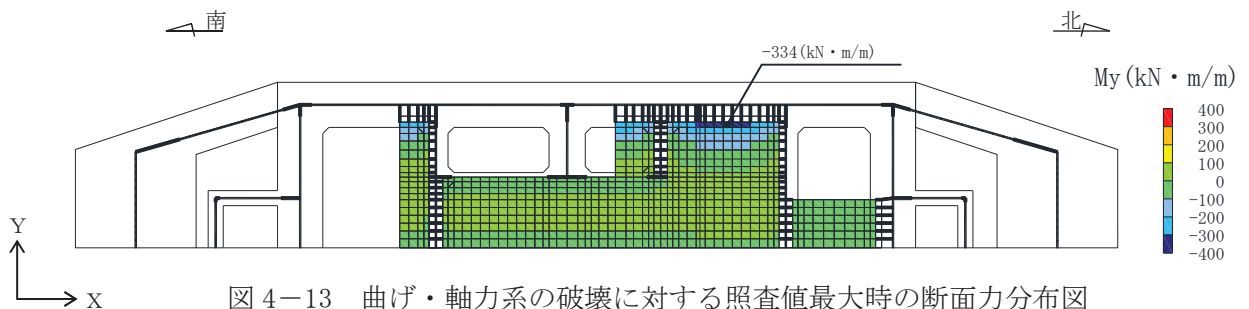 南
北
-334(kN・m/m)
My(kN・m/m)
400
300
200
100
0
-100
-200
-300
-400
Y
X
図 4－13　曲げ・軸力系の破壊に対する照査値最大時の断面力分布図